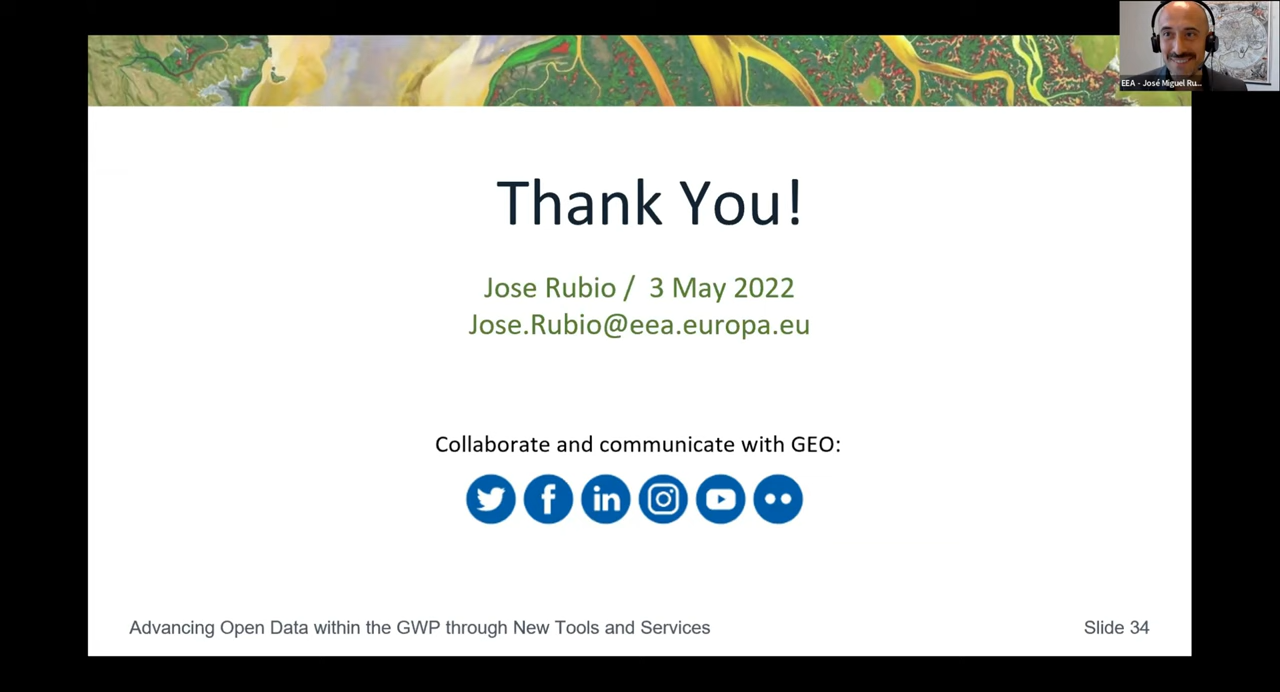 EEA - José Miguel Ru...
Thank You!
Jose Rubio / 3 May 2022
Jose.Rubio@eea.europa.eu
Collaborate and communicate with GEO:
Advancing Open Data within the GWP through New Tools and Services
Slide 34